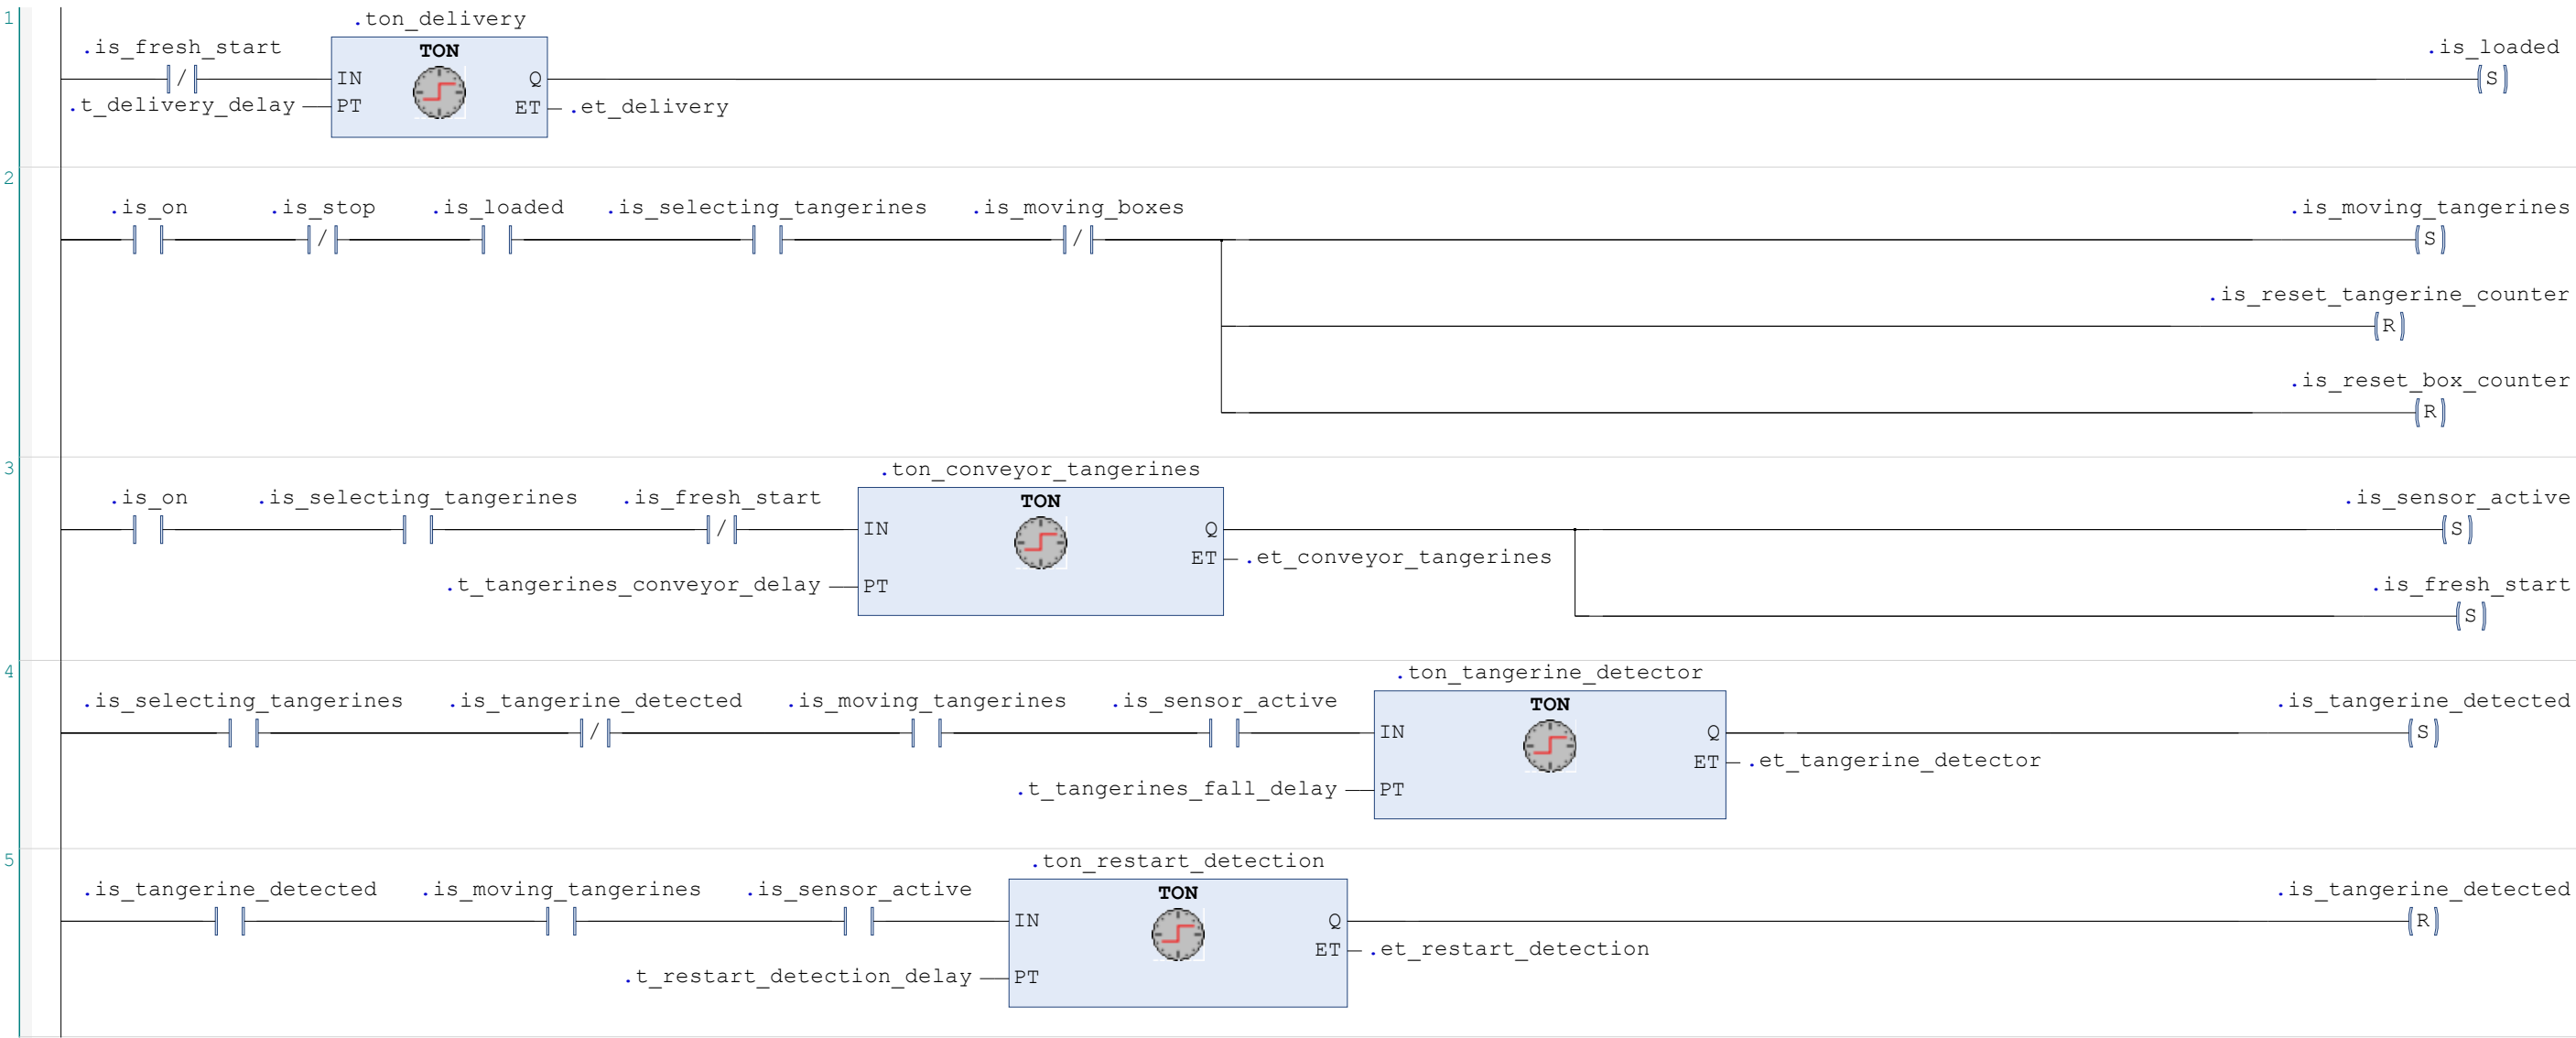 1
.ton_delivery
.is_fresh_start TON .is_loaded
IN Q S
.t_delivery_delay PT ET .et_delivery
2
.is_on .is_stop .is_loaded .is_selecting_tangerines .is_moving_boxes .is_moving_tangerines
S
.is_reset_tangerine_counter
R
.is_reset_box_counter
R
3
.ton_conveyor_tangerines
.is_on .is_selecting_tangerines .is_fresh_start TON .is_sensor_active
IN Q S
ET .et_conveyor_tangerines
.t_tangerines_conveyor_delay PT .is_fresh_start
S
4
.ton_tangerine_detector
.is_selecting_tangerines .is_tangerine_detected .is_moving_tangerines .is_sensor_active TON .is_tangerine_detected
IN Q S
ET .et_tangerine_detector
.t_tangerines_fall_delay PT
5
.ton_restart_detection
.is_tangerine_detected .is_moving_tangerines .is_sensor_active TON .is_tangerine_detected
IN Q R
ET .et_restart_detection
.t_restart_detection_delay PT